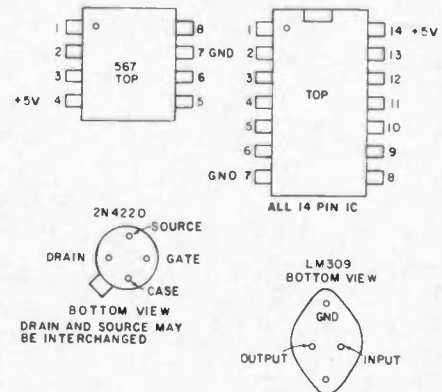 1
2
3
+5V 4
567
TOP
8
7 GND
6
5
1
2
3
4
5
6
GND 7
TOP
14 +5V
13
12
11
10
9
8
ALL 14 PIN IC
2N4220
SOURCE
DRAIN
GATE
CASE
BOTTOM VIEW
DRAIN AND SOURCE MAY
BE INTERCHANGED
LM309
BOTTOM VIEW
GND
OUTPUT
INPUT